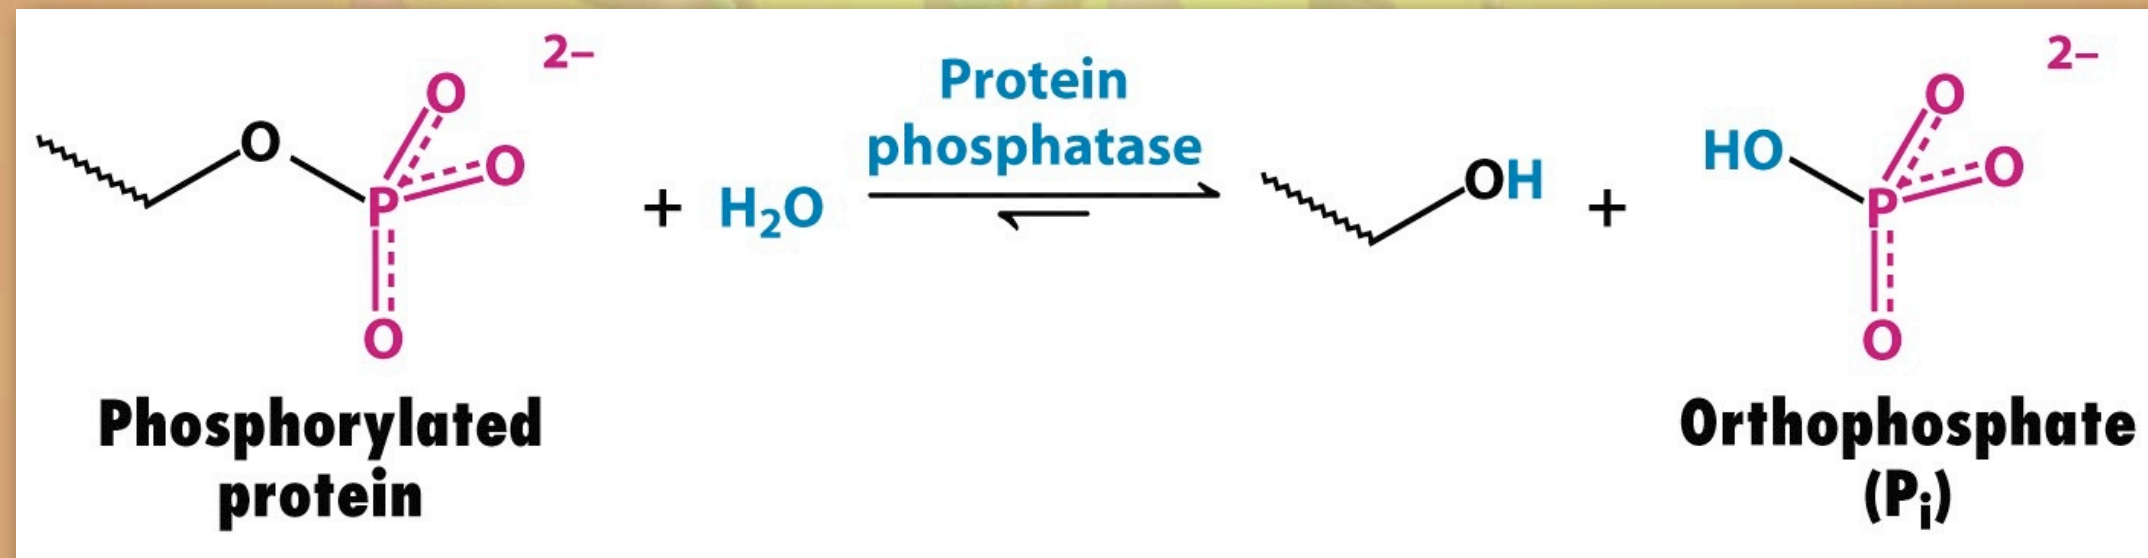 O
2–
O
O
P
O
+ H₂O
Protein
phosphatase
OH
+
HO
O
2–
O
P
O
Phosphorylated
protein
Orthophosphate
(Pᵢ)